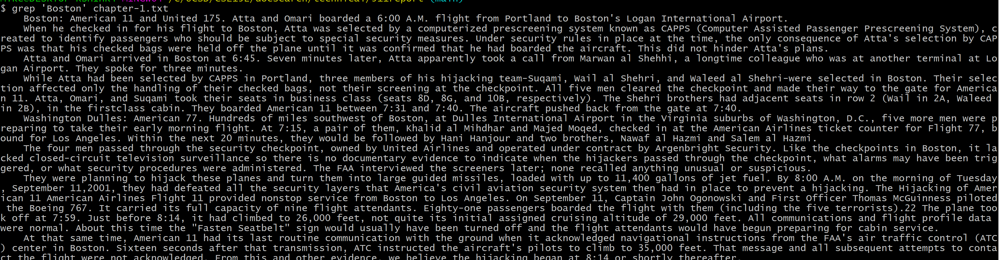 MINGW64 /c/UCSD/CSE15L/docsearch/technical/911report (main)
$ grep 'Boston' chapter-1.txt
    Boston: American 11 and United 175. Atta and Omari boarded a 6:00 A.M. flight from Portland to Boston's Logan International Airport.
    When he checked in for his flight to Boston, Atta was selected by a computerized prescreening system known as CAPPS (Computer Assisted Passenger Prescreening System), c
reated to identify passengers who should be subject to special security measures. Under security rules in place at the time, the only consequence of Atta's selection by CAP
PS was that his checked bags were held off the plane until it was confirmed that he had boarded the aircraft. This did not hinder Atta's plans.
    Atta and Omari arrived in Boston at 6:45. Seven minutes later, Atta apparently took a call from Marwan al Shehhi, a longtime colleague who was at another terminal at Lo
gan Airport. They spoke for three minutes.
    While Atta had been selected by CAPPS in Portland, three members of his hijacking team-Suqami, Wail al Shehri, and Waleed al Shehri-were selected in Boston. Their selec
tion affected only the handling of their checked bags, not their screening at the checkpoint. All five men cleared the checkpoint and made their way to the gate for America
n 11. Atta, Omari, and Suqami took their seats in business class (seats 8D, 8G, and 10B, respectively). The Shehri brothers had adjacent seats in row 2 (Wail in 2A, Waleed
in 2B), in the firstclass cabin. They boarded American 11 between 7:31 and 7:40. The aircraft pushed back from the gate at 7:40.
    Washington Dulles: American 77. Hundreds of miles southwest of Boston, at Dulles International Airport in the Virginia suburbs of Washington, D.C., five more men were p
reparing to take their early morning flight. At 7:15, a pair of them, Khalid al Mihdhar and Majed Moqed, checked in at the American Airlines ticket counter for Flight 77, b
ound for Los Angeles. Within the next 20 minutes, they would be followed by Hani Hanjour and two brothers, Nawaf al Hazmi and Salem al Hazmi.
    The four men passed through the security checkpoint, owned by United Airlines and operated under contract by Argenbright Security. Like the checkpoints in Boston, it la
cked closed-circuit television surveillance so there is no documentary evidence to indicate when the hijackers passed through the checkpoint, what alarms may have been trig
gered, or what security procedures were administered. The FAA interviewed the screeners later; none recalled anything unusual or suspicious.
    They were planning to hijack these planes and turn them into large guided missiles, loaded with up to 11,400 gallons of jet fuel. By 8:00 A.M. on the morning of Tuesday
, September 11,2001, they had defeated all the security layers that America's civil aviation security system then had in place to prevent a hijacking. The Hijacking of Amer
ican 11 American Airlines Flight 11 provided nonstop service from Boston to Los Angeles. On September 11, Captain John Ogonowski and First Officer Thomas McGuinness piloted
 the Boeing 767. It carried its full capacity of nine flight attendants. Eighty-one passengers boarded the flight with them (including the five terrorists).22 The plane too
k off at 7:59. Just before 8:14, it had climbed to 26,000 feet, not quite its initial assigned cruising altitude of 29,000 feet. All communications and flight profile data
were normal. About this time the "Fasten Seatbelt" sign would usually have been turned off and the flight attendants would have begun preparing for cabin service.
    At that same time, American 11 had its last routine communication with the ground when it acknowledged navigational instructions from the FAA's air traffic control (ATC
) center in Boston. Sixteen seconds after that transmission, ATC instructed the aircraft's pilots to climb to 35,000 feet. That message and all subsequent attempts to conta
ct the flight were not acknowledged. From this and other evidence, we believe the hijacking began at 8:14 or shortly thereafter.